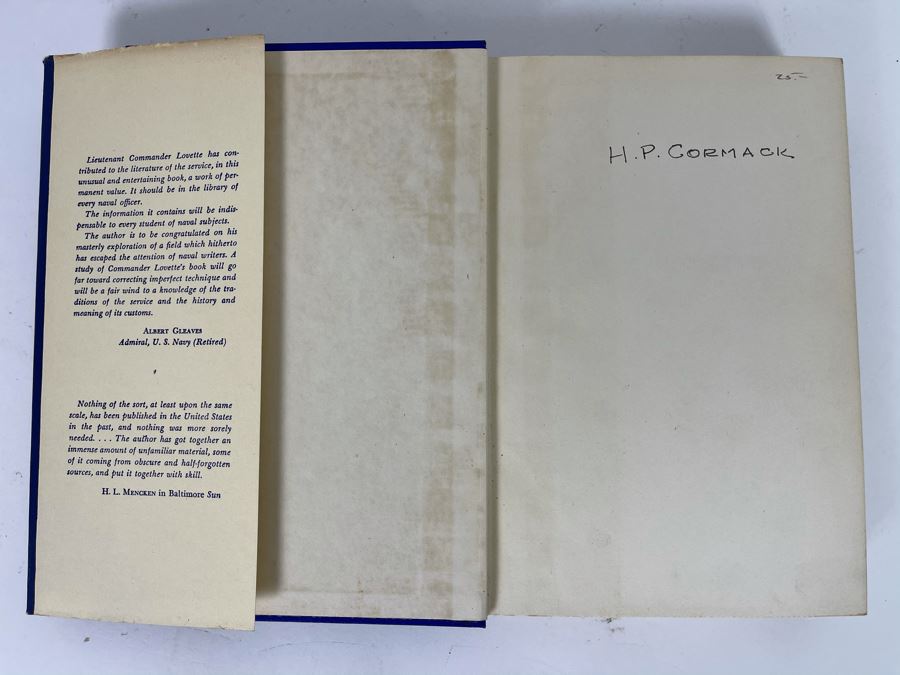 Lieutenant Commander Lovette has con-
tributed to the literature of the service, in this
unusual and entertaining book, a work of per-
manent value. It should be in the library of
every naval officer.
The information it contains will be indis-
pensable to every student of naval subjects.
The author is to be congratulated on his
masterly exploration of a field which hitherto
has escaped the attention of naval writers. A
study of Commander Lovette's book will go
far toward correcting imperfect technique and
will be a fair wind to a knowledge of the tra-
ditions of the service and the history and
meaning of its customs.
Albert Gleaves
Admiral, U. S. Navy (Retired)
Nothing of the sort, at least upon the same
scale, has been published in the United States
in the past, and nothing was more sorely
needed. . . . The author has got together an
immense amount of unfamiliar material, some
of it coming from obscure and half-forgotten
sources, and put it together with skill.
H. L. Mencken in Baltimore Sun
25.–
H.P. CORMACK